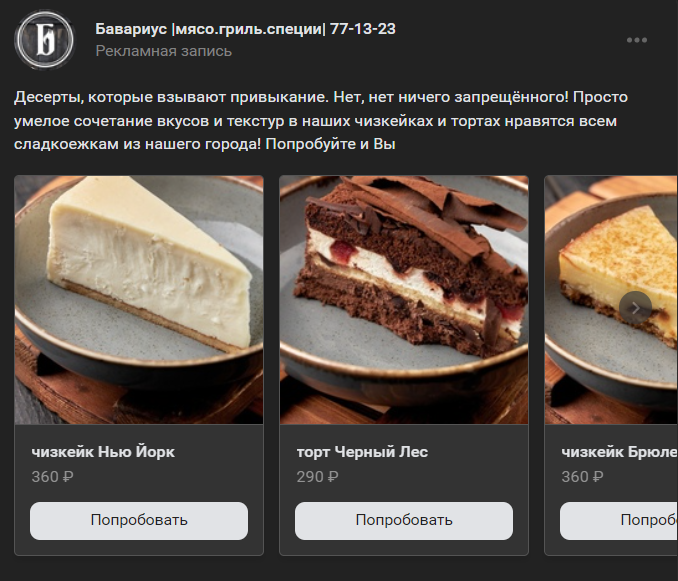 Б
Бавариус |мясо.гриль.специи| 77-13-23
Рекламная запись
Десерты, которые взывают привыкание. Нет, нет ничего запрещённого! Просто
умелое сочетание вкусов и текстур в наших чизкейках и тортах нравятся всем
сладкоежкам из нашего города! Попробуйте и Вы
чизкейк Нью Йорк
360 ₽
Попробовать
торт Черный Лес
290 ₽
Попробовать
чизкейк Брюле
360 ₽
Попроб